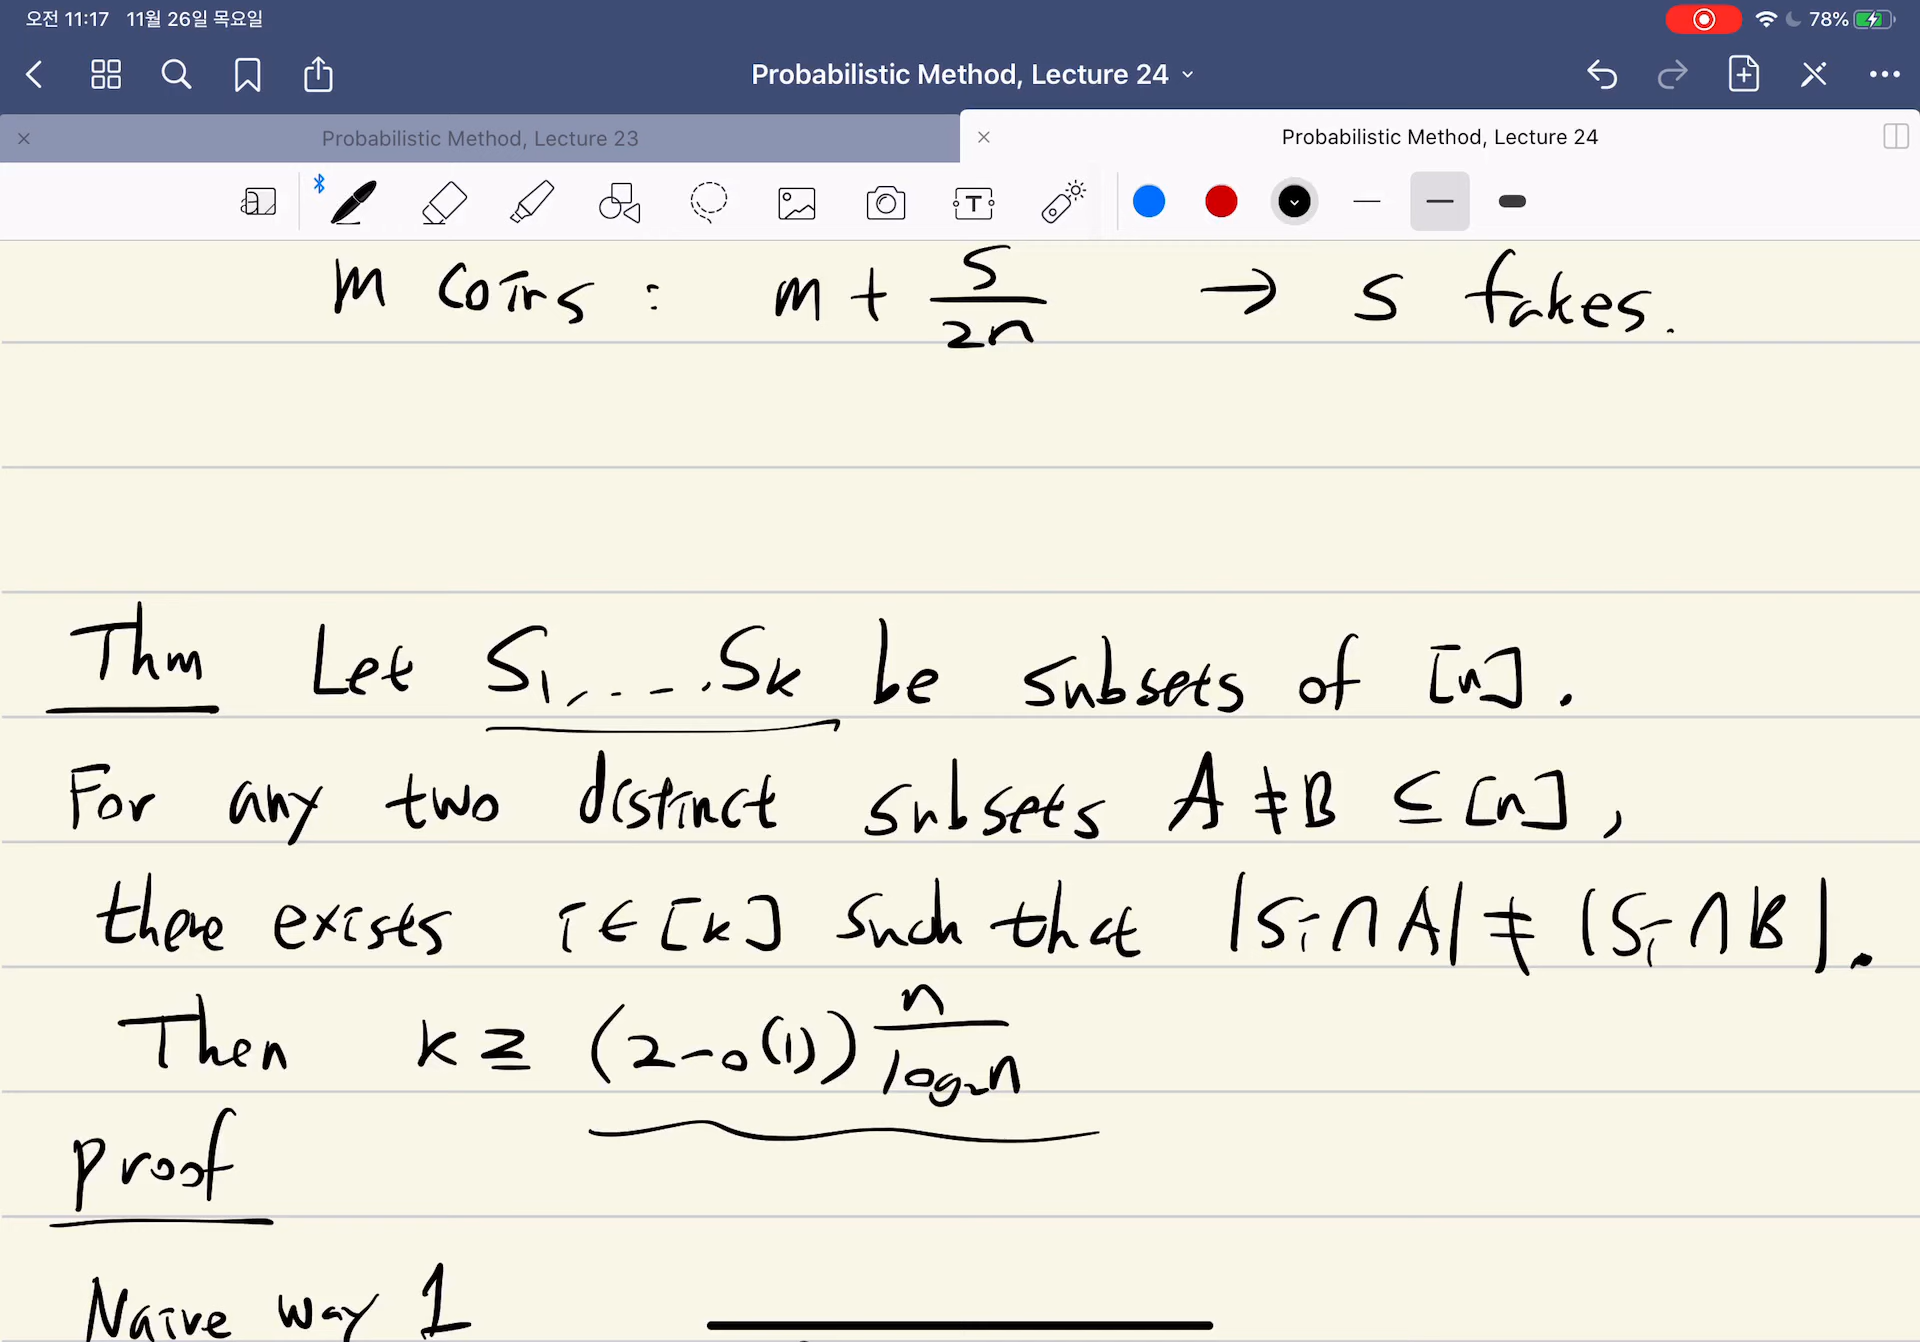 오전 11:17 11월 26일 목요일 78%
Probabilistic Method, Lecture 24
Probabilistic Method, Lecture 23 Probabilistic Method, Lecture 24
T
m coins : m + s/2n → s fakes.
Thm Let S₁, ..., Sₖ be subsets of [n].
For any two distinct subsets A ≠ B ⊆ [n],
there exists i ∈ [k] such that |Sᵢ ∩ A| ≠ |Sᵢ ∩ B|.
Then k ≥ (2-o(1)) n/log₂n
proof
Naive way 1